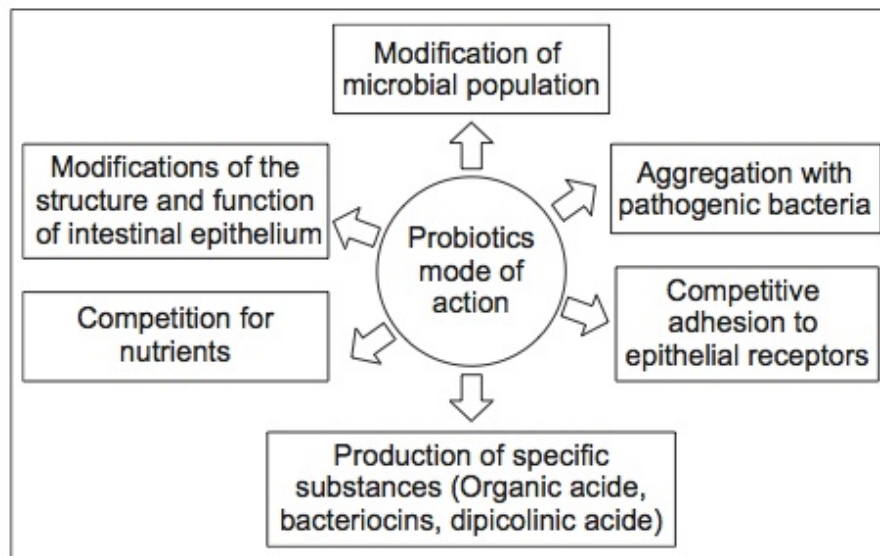 Modification of
microbial population
Modifications of the
structure and function
of intestinal epithelium
Aggregation with
pathogenic bacteria
Probiotics
mode of
action
Competition for
nutrients
Competitive
adhesion to
epithelial receptors
Production of specific
substances (Organic acide,
bacteriocins, dipicolinic acide)